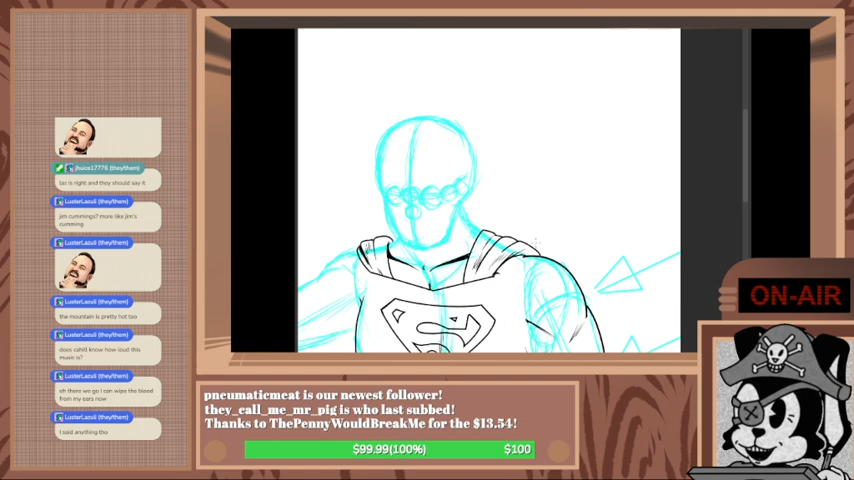 jhuice17776 (they/them)
las is right and they should say it
LusterLazuli (they/them)
jim cummings? more like jim's
cumming
LusterLazuli (they/them)
LusterLazuli (they/them)
the mountain is pretty hot too
LusterLazuli (they/them)
does cahill know how loud this
music is?
LusterLazuli (they/them)
oh there we go i can wipe the blood
from my ears now
LusterLazuli (they/them)
I said anything tho
S
ON-AIR
pneumaticmeat is our newest follower!
they_call_me_mr_pig is who last subbed!
Thanks to ThePennyWouldBreakMe for the $13.54!
$99.99(100%) $100